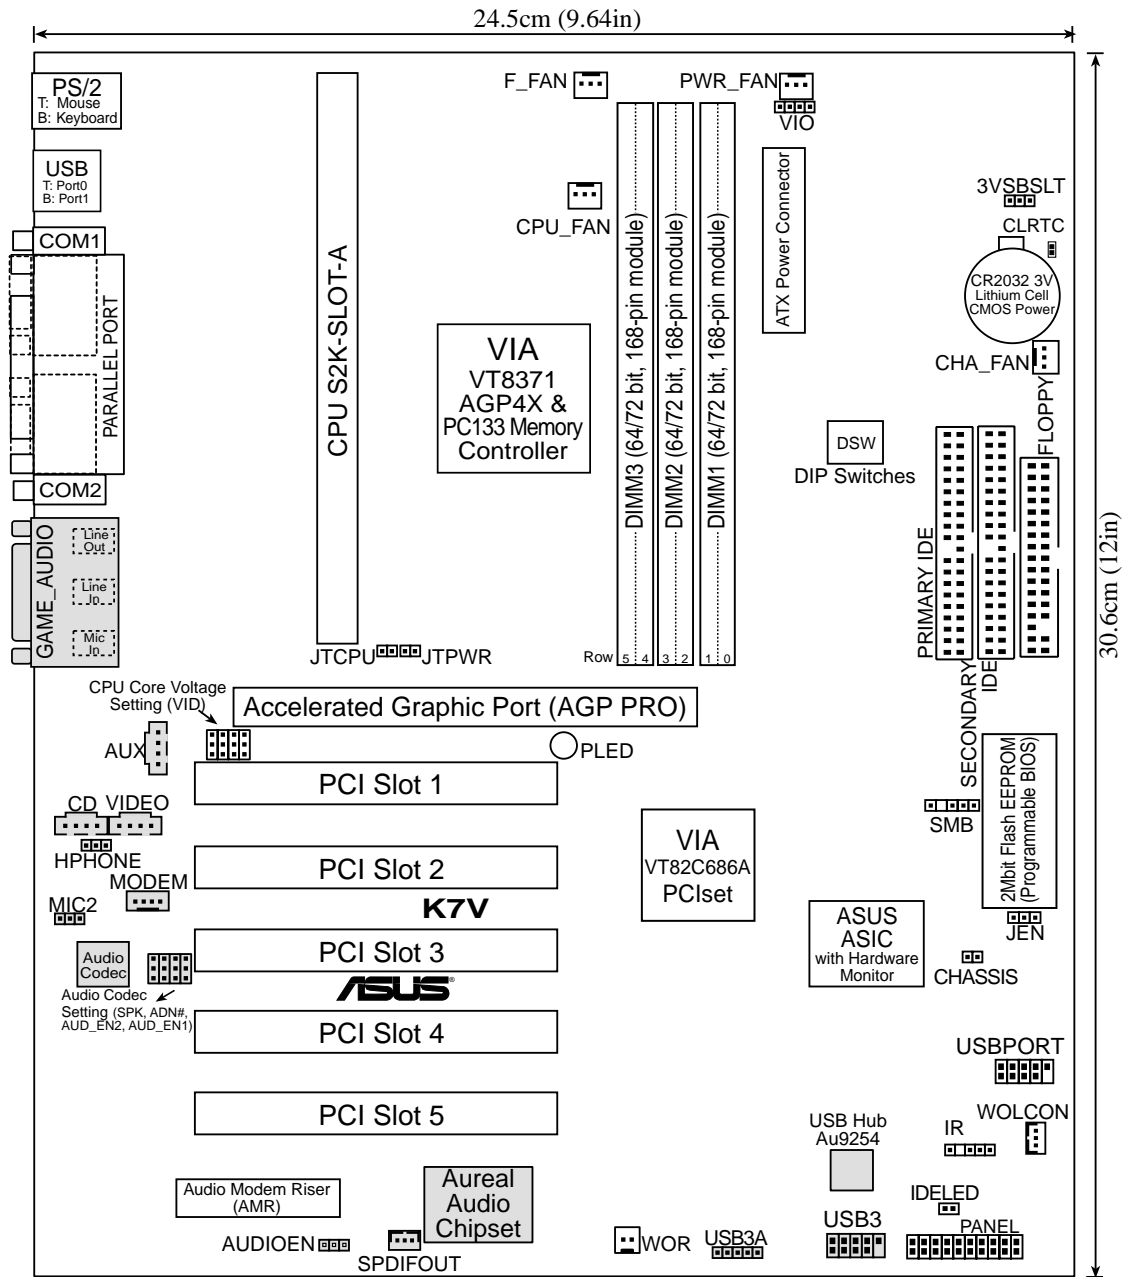 24.5cm (9.64in)
PS/2
T: Mouse
B: Keyboard
F_FAN
PWR_FAN
VIO
USB
T: Port0
B: Port1
CPU_FAN
ATX Power Connector
3VSBSLT
CLRTC
CR2032 3V
Lithium Cell
CMOS Power
CHA_FAN
COM1
PARALLEL PORT
COM2
CPU S2K-SLOT-A
VIA
VT8371
AGP4X &
PC133 Memory
Controller
DIMM3 (64/72 bit, 168-pin module)
DIMM2 (64/72 bit, 168-pin module)
DIMM1 (64/72 bit, 168-pin module)
DSW
DIP Switches
FLOPPY
PRIMARY IDE
SECONDARY
IDE
30.6cm (12in)
GAME_AUDIO
Line
Out
Line
In
Mic
In
JTCPU
JTPWR
Row
5 4
3 2
1 0
CPU Core Voltage
Setting (VID)
Accelerated Graphic Port (AGP PRO)
AUX
PLED
PCI Slot 1
CD
VIDEO
HPHONE
MODEM
MIC2
PCI Slot 2
K7V
VIA
VT82C686A
PCIset
SMB
2Mbit Flash EEPROM
(Programmable BIOS)
JEN
ASUS
ASIC
with Hardware
Monitor
CHASSIS
PCI Slot 3
ASUS®
Audio
Codec
Audio Codec
Setting (SPK, ADN#,
AUD_EN2, AUD_EN1)
PCI Slot 4
PCI Slot 5
USBPORT
WOLCON
IR
USB Hub
Au9254
IDELED
PANEL
Audio Modem Riser
(AMR)
Aureal
Audio
Chipset
AUDIOEN
SPDIFOUT
WOR
USB3A
USB3